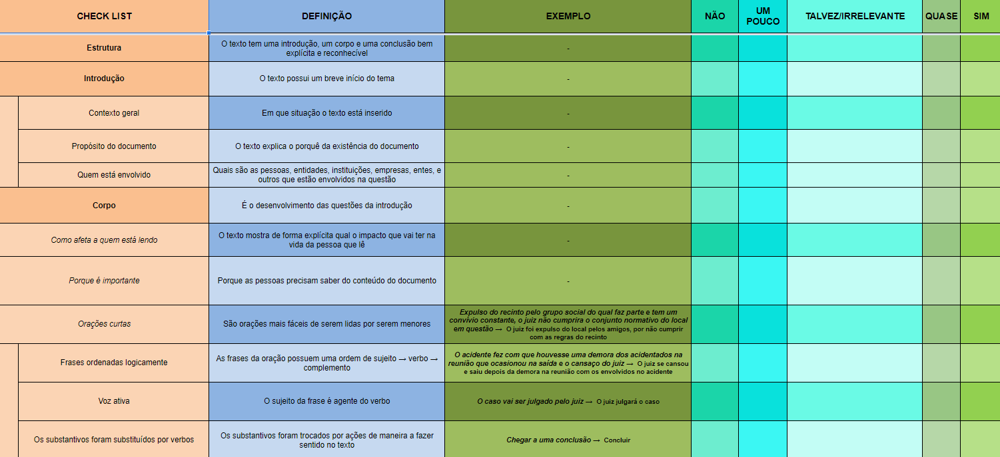 CHECK LIST
DEFINIÇÃO
EXEMPLO
NÃO
UM
POUCO
TALVEZ/IRRELEVANTE
QUASE
SIM
Estrutura
O texto tem uma introdução, um corpo e uma conclusão bem
explícita e reconhecível
-
Introdução
O texto possui um breve início do tema
-
Contexto geral
Em que situação o texto está inserido
-
Propósito do documento
O texto explica o porquê da existência do documento
-
Quem está envolvido
Quais são as pessoas, entidades, instituições, empresas, entes, e
outros que estão envolvidos na questão
-
Corpo
É o desenvolvimento das questões da introdução
-
Como afeta a quem está lendo
O texto mostra de forma explícita qual o impacto que vai ter na
vida da pessoa que lê
-
Porque é importante
Porque as pessoas precisam saber do conteúdo do documento
-
Orações curtas
São orações mais fáceis de serem lidas por serem menores
Expulso do recinto pelo grupo social do qual faz parte e tem um
convívio constante, o juiz não cumprira o conjunto normativo do local
em questão → O juiz foi expulso do local pelos amigos, por não cumprir
com as regras do recinto
Frases ordenadas logicamente
As frases da oração possuem uma ordem de sujeito → verbo →
complemento
O acidente fez com que houvesse uma demora dos acidentados na
reunião que ocasionou na saída e o cansaço do juiz → O juiz se cansou
e saiu depois da demora na reunião com os envolvidos no acidente
Voz ativa
O sujeito da frase é agente do verbo
O caso vai ser julgado pelo juiz → O juiz julgará o caso
Os substantivos foram substituídos por verbos
Os substantivos foram trocados por ações de maneira a fazer
sentido no texto
Chegar a uma conclusão → Concluir